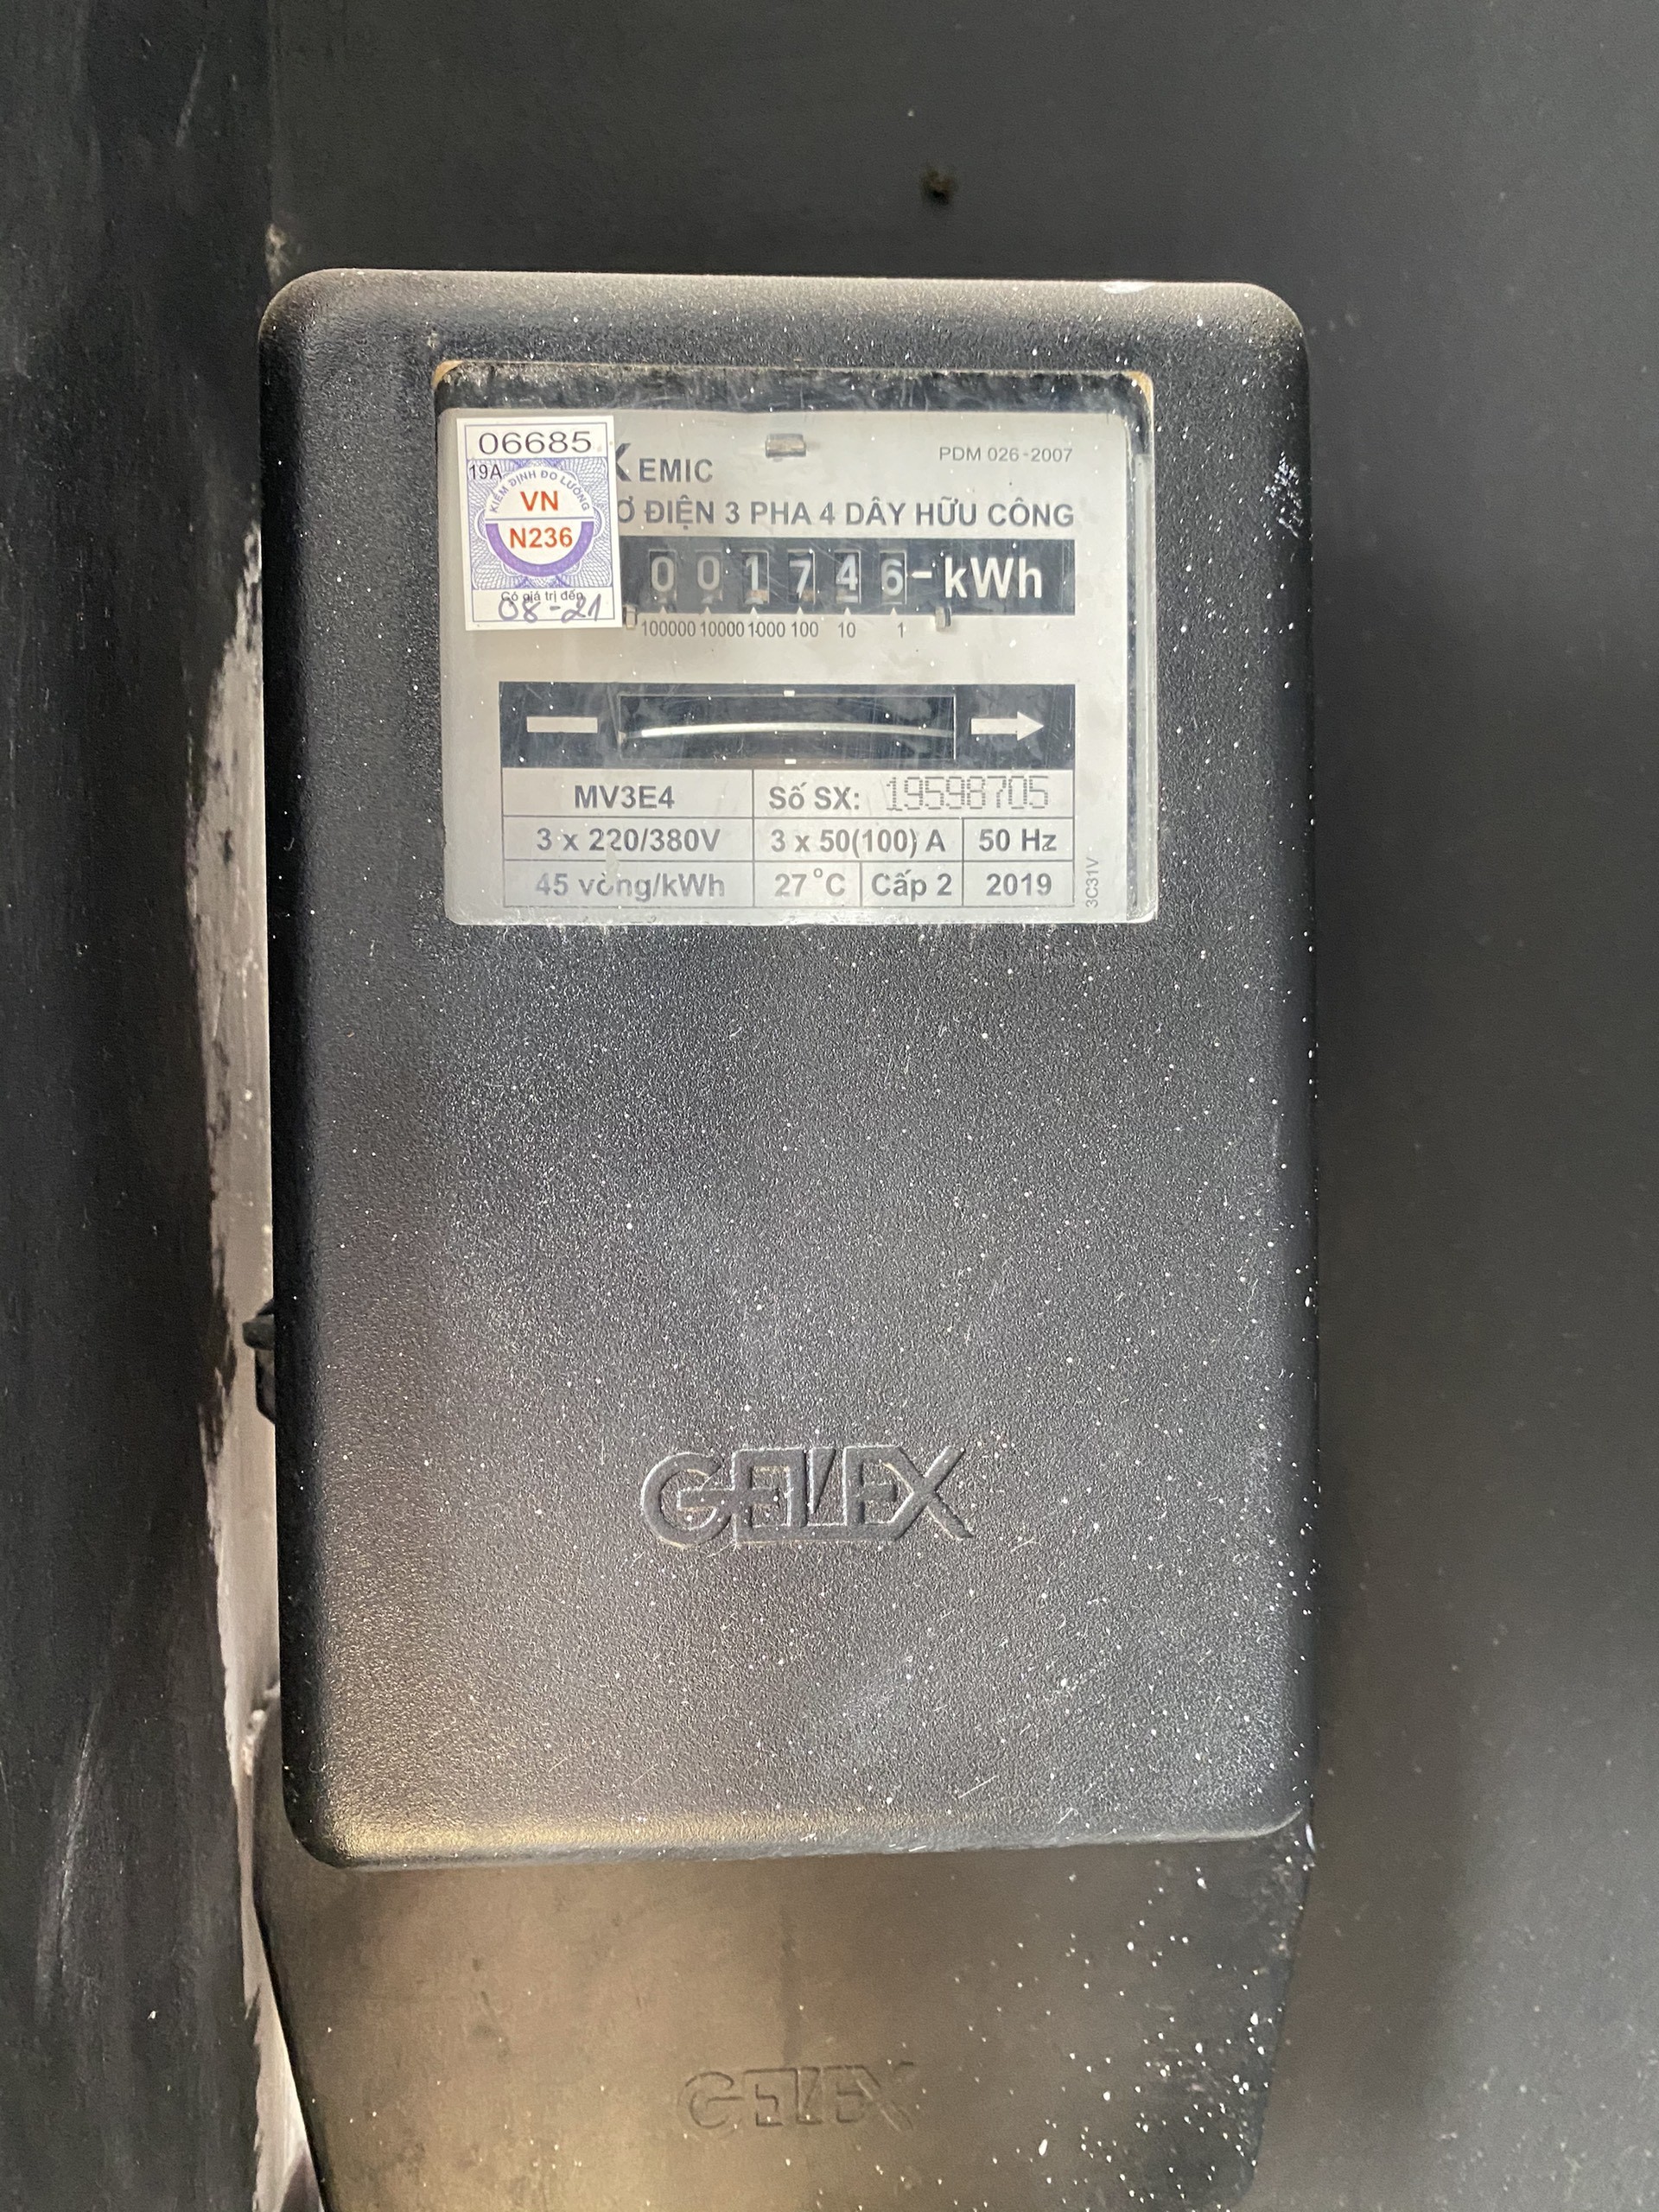 06685
19A
KIỂM ĐỊNH ĐO LƯỜNG
VN
N236
Có giá trị đến
08-21
X EMIC
PDM 026-2007
Ơ ĐIỆN 3 PHA 4 DÂY HỮU CÔNG
001746-kWh
100000 10000 1000 100 10 1
MV3E4 Số SX: 19598705
3 x 220/380V 3 x 50(100) A 50 Hz
45 vòng/kWh 27°C Cấp 2 2019
3C31V
GELEX
GELEX